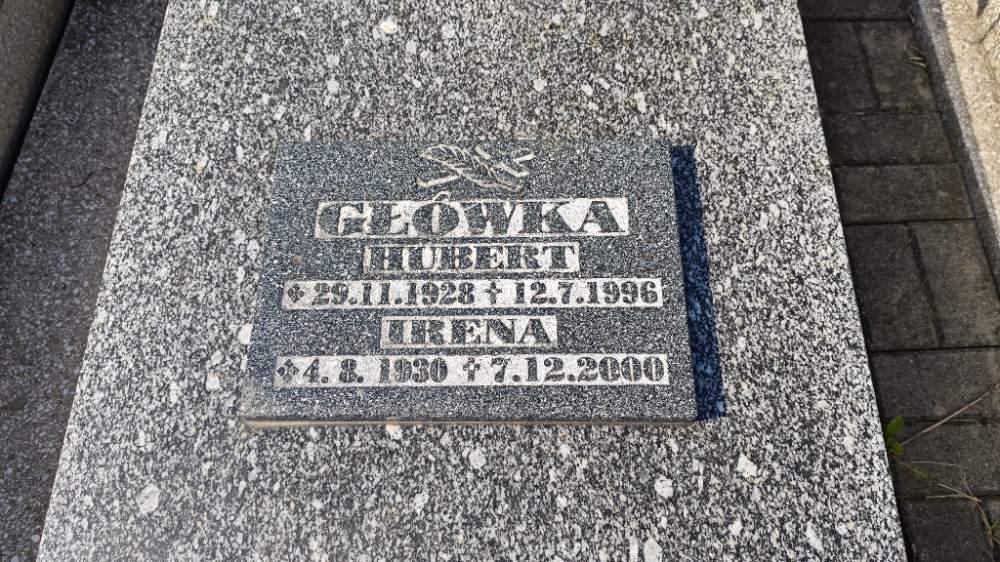 GŁÓWKA
HUBERT
29.11.1928 ✝ 12.7.1996
IRENA
4. 8. 1930 ✝ 7.12.2000